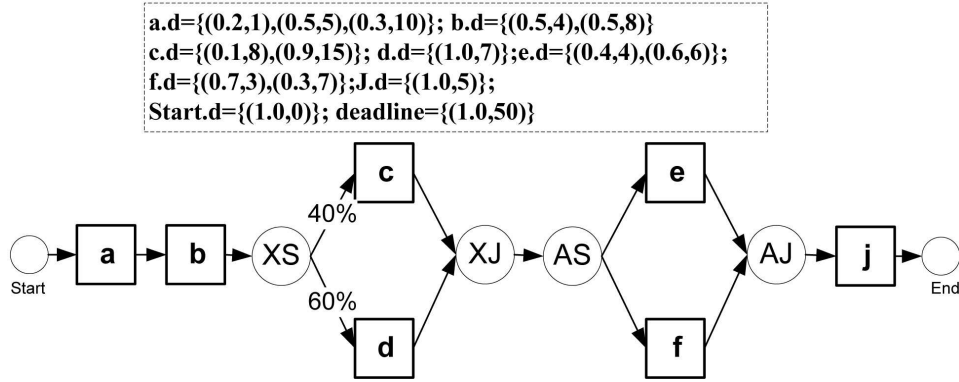 a.d={(0.2,1),(0.5,5),(0.3,10)}; b.d={(0.5,4),(0.5,8)}
c.d={(0.1,8),(0.9,15)}; d.d={(1.0,7)};e.d={(0.4,4),(0.6,6)};
f.d={(0.7,3),(0.3,7)};J.d={(1.0,5)};
Start.d={(1.0,0)}; deadline={(1.0,50)}
c
e
40%
a
b
XS
XJ
AS
AJ
j
Start
End
60%
d
f